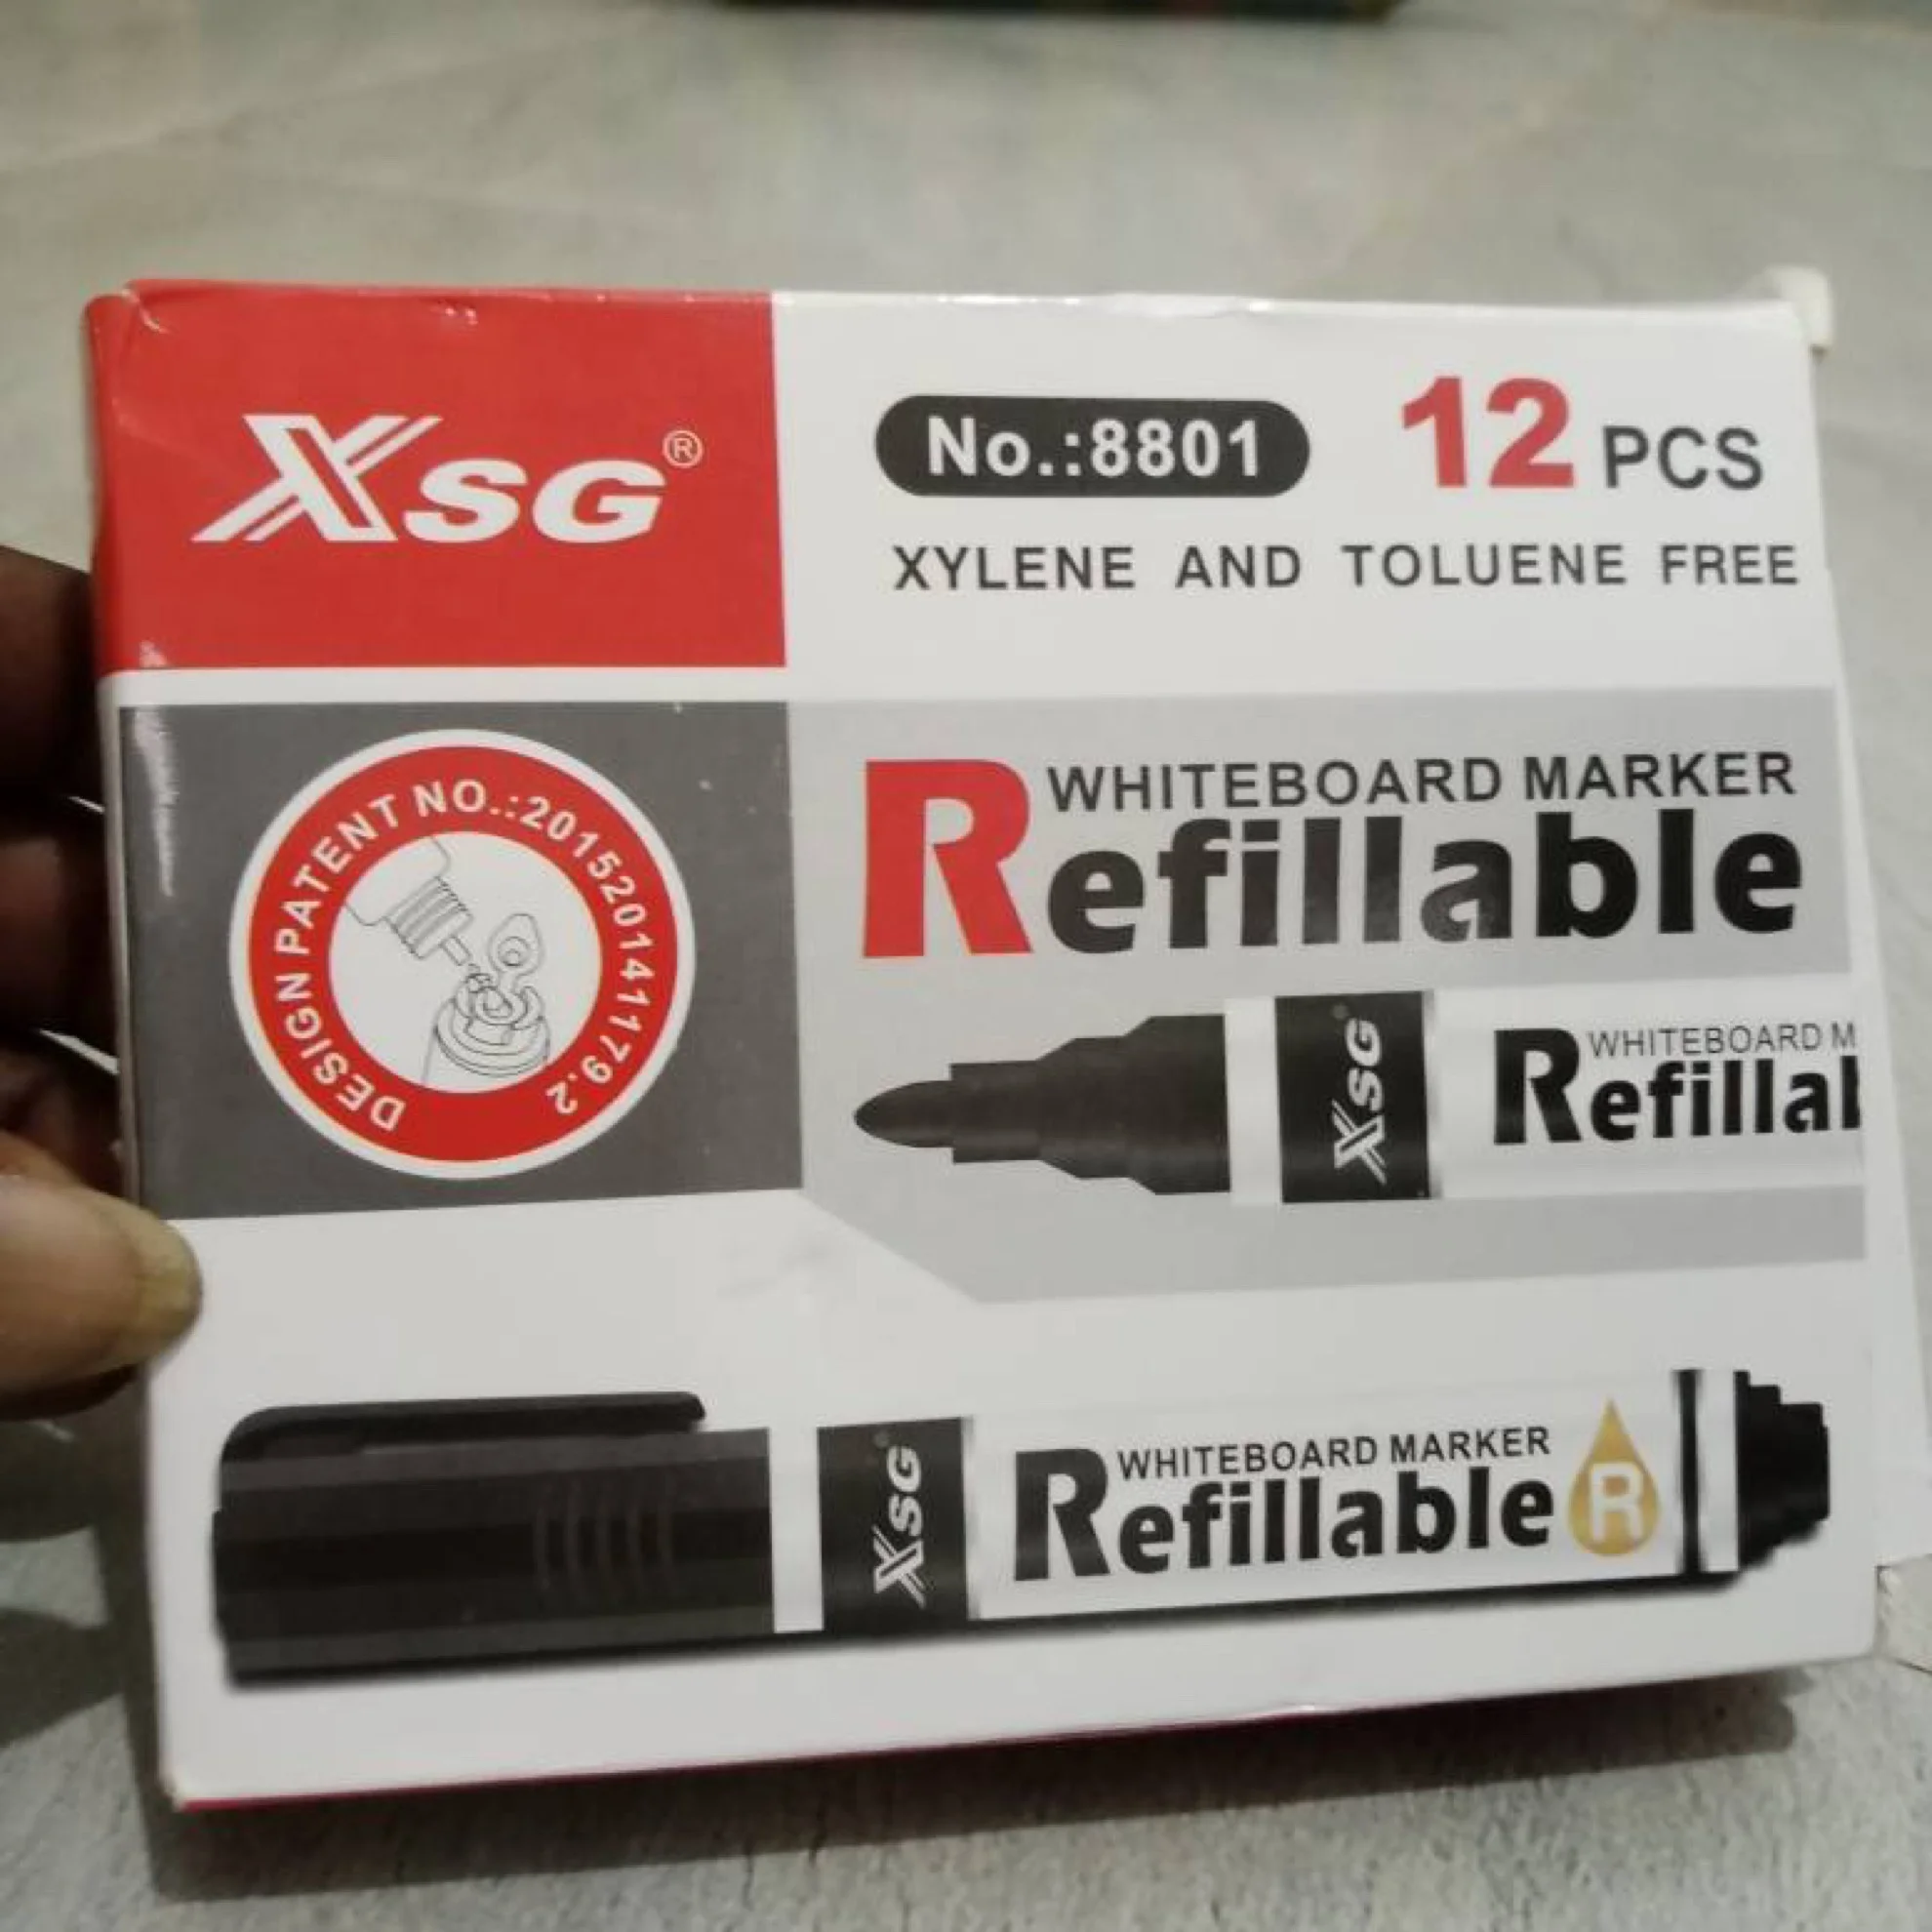 XSG®
No.:8801 12 PCS
XYLENE AND TOLUENE FREE
DESIGN PATENT NO.:201520141179.2
WHITEBOARD MARKER
Refillable
XSG
WHITEBOARD M
Refillal
XSG
WHITEBOARD MARKER
Refillable R